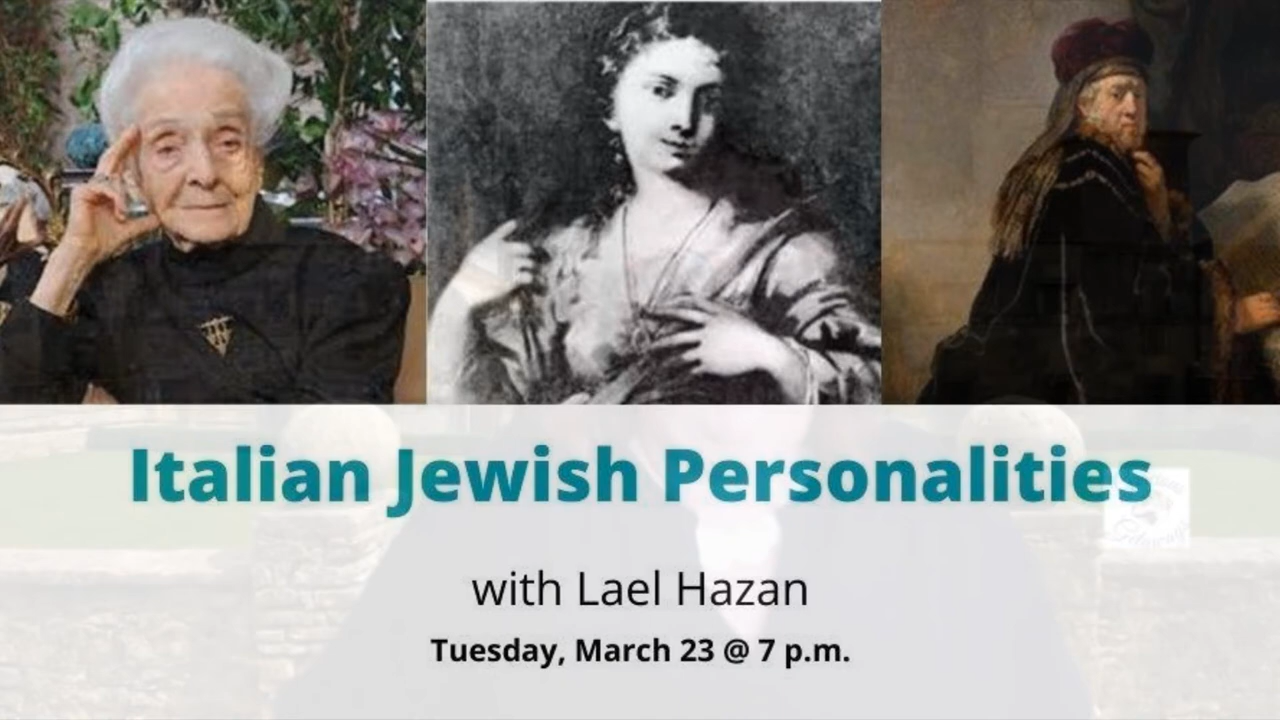 Italian Jewish Personalities
with Lael Hazan
Tuesday, March 23 @ 7 p.m.